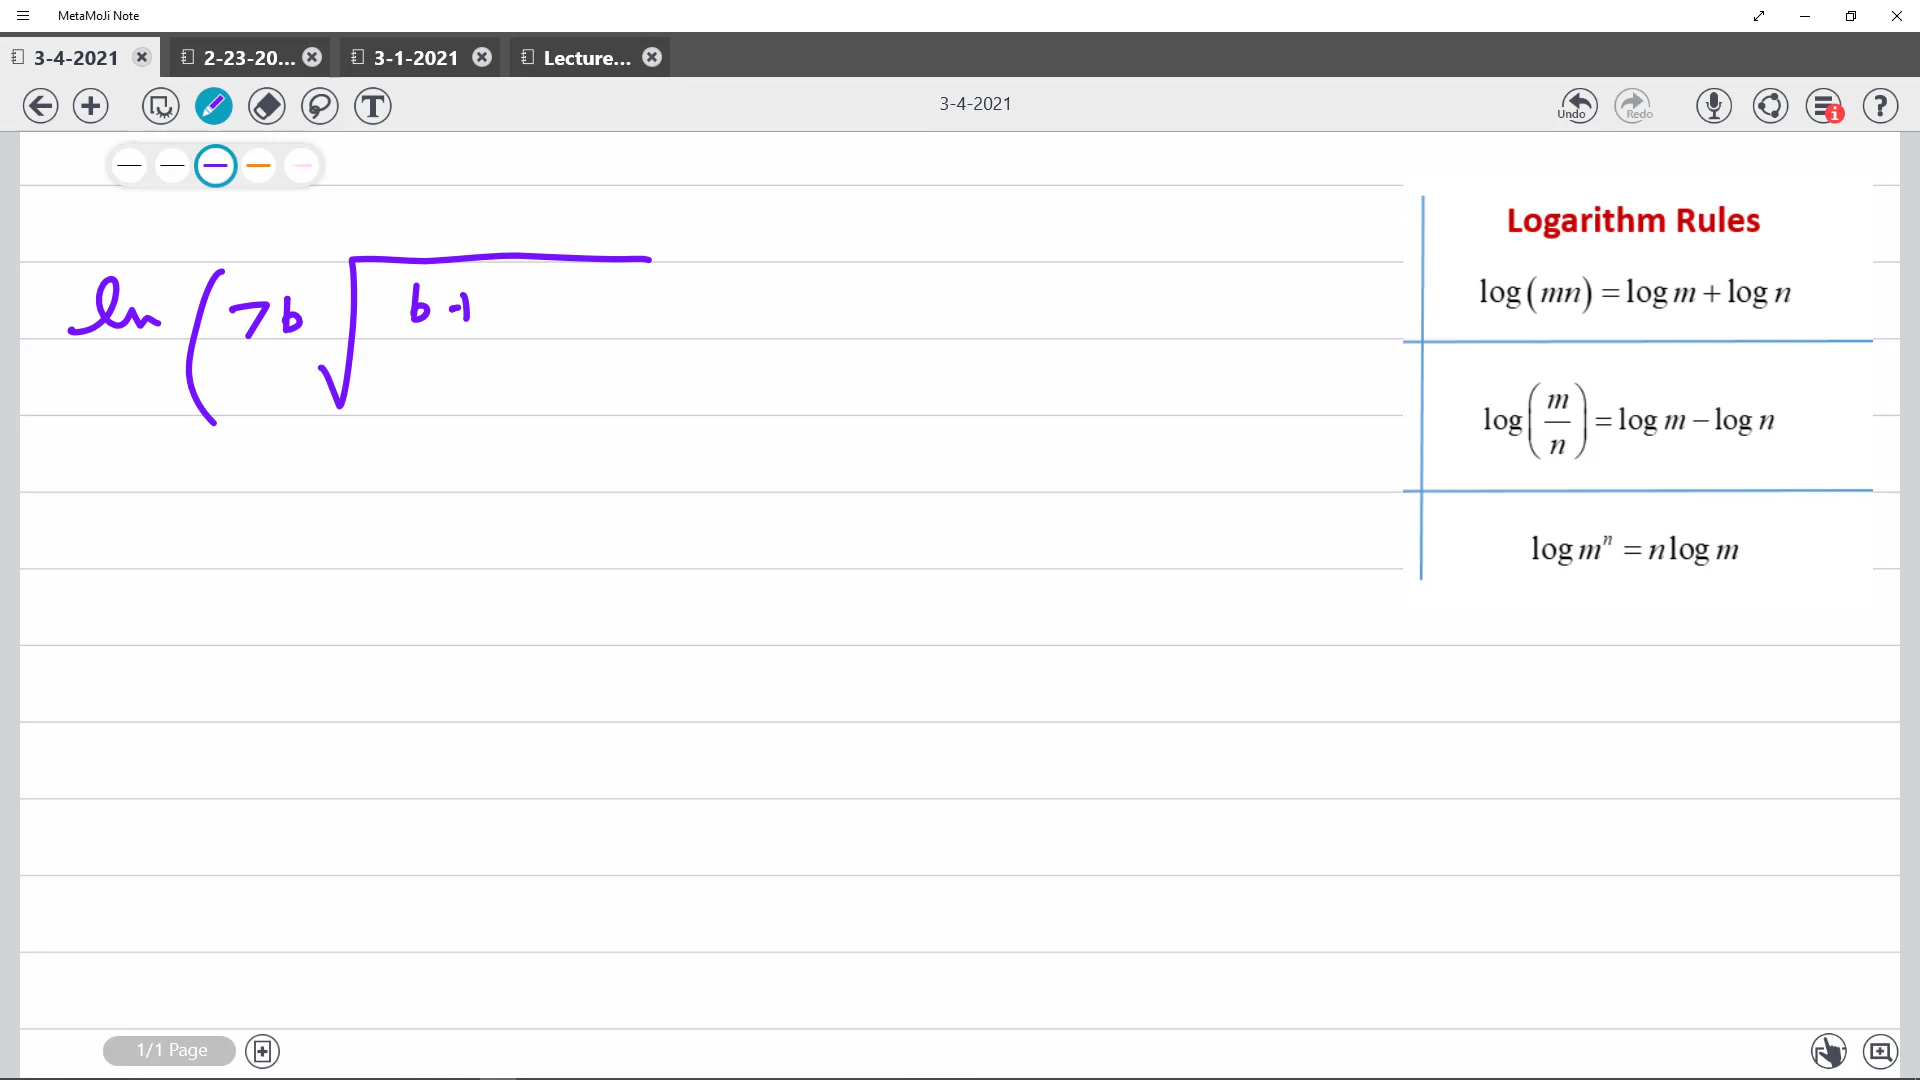 MetaMoJi Note
3-4-2021
2-23-20...
3-1-2021
Lecture...
T
3-4-2021
Undo
Redo
i
?
ln ( 7b √ b -1
Logarithm Rules
log(mn) = log m + log n
log(m/n) = log m − log n
log mⁿ = n log m
1/1 Page